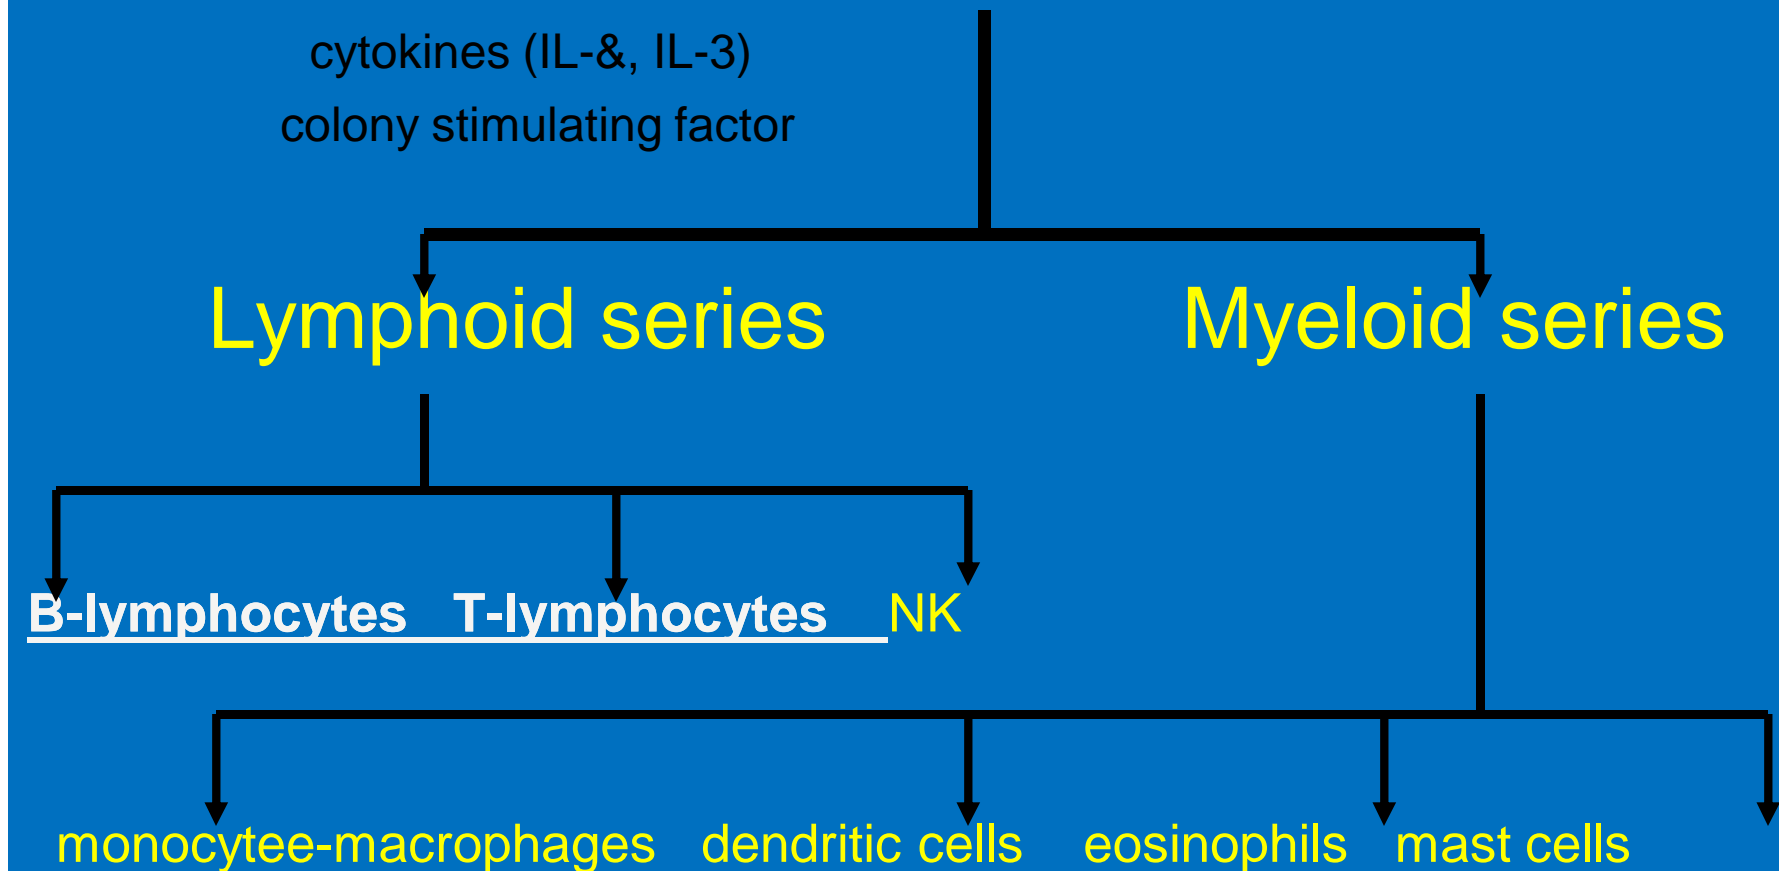 cytokines (IL-&, IL-3)
colony stimulating factor
Lymphoid series Myeloid series
B-lymphocytes T-lymphocytes NK
monocytee-macrophages dendritic cells eosinophils mast cells